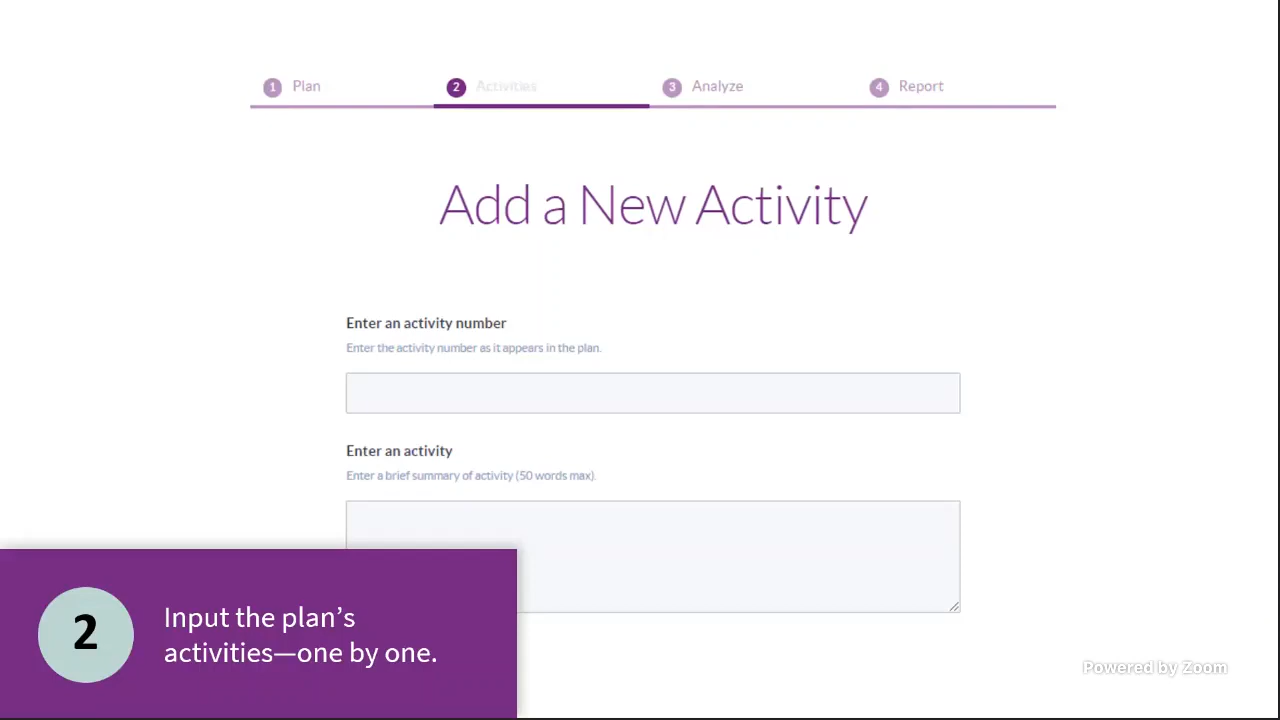 1 Plan
2 Activities
3 Analyze
4 Report
Add a New Activity
Enter an activity number
Enter the activity number as it appears in the plan.
Enter an activity
Enter a brief summary of activity (50 words max).
2
Input the plan’s
activities—one by one.
Powered by Zoom